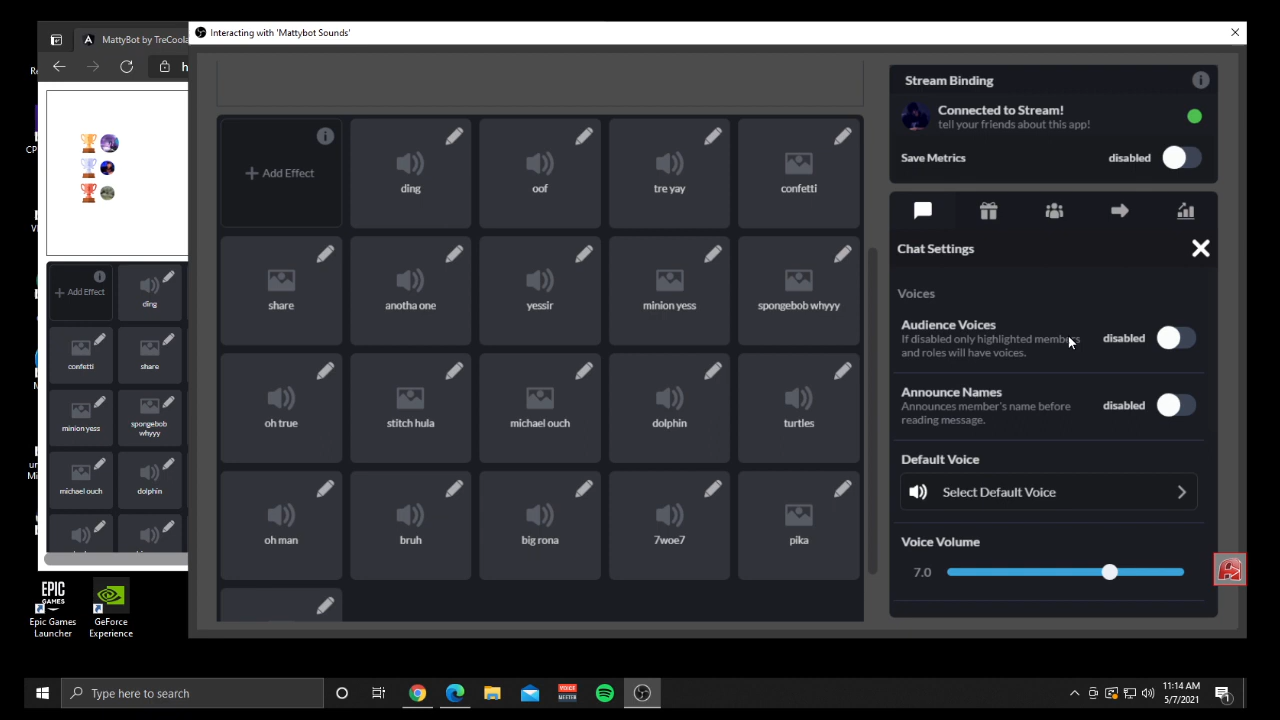 Interacting with 'Mattybot Sounds'
MattyBot by TreCoola
Stream Binding
Connected to Stream!
tell your friends about this app!
Save Metrics
disabled
+ Add Effect
ding
oof
tre yay
confetti
share
anotha one
yessir
minion yess
spongebob whyyy
oh true
stitch hula
michael ouch
dolphin
turtles
oh man
bruh
big rona
7woe7
pika
Chat Settings
Voices
Audience Voices
disabled
If disabled only highlighted members
and roles will have voices.
Announce Names
disabled
Announces member's name before
reading message.
Default Voice
Select Default Voice
Voice Volume
7.0
+ Add Effect
ding
confetti
share
minion yess
spongebob
whyyy
michael ouch
dolphin
EPIC
GAMES
Epic Games
Launcher
GeForce
Experience
Type here to search
VOICE
MEETER
11:14 AM
5/7/2021
1